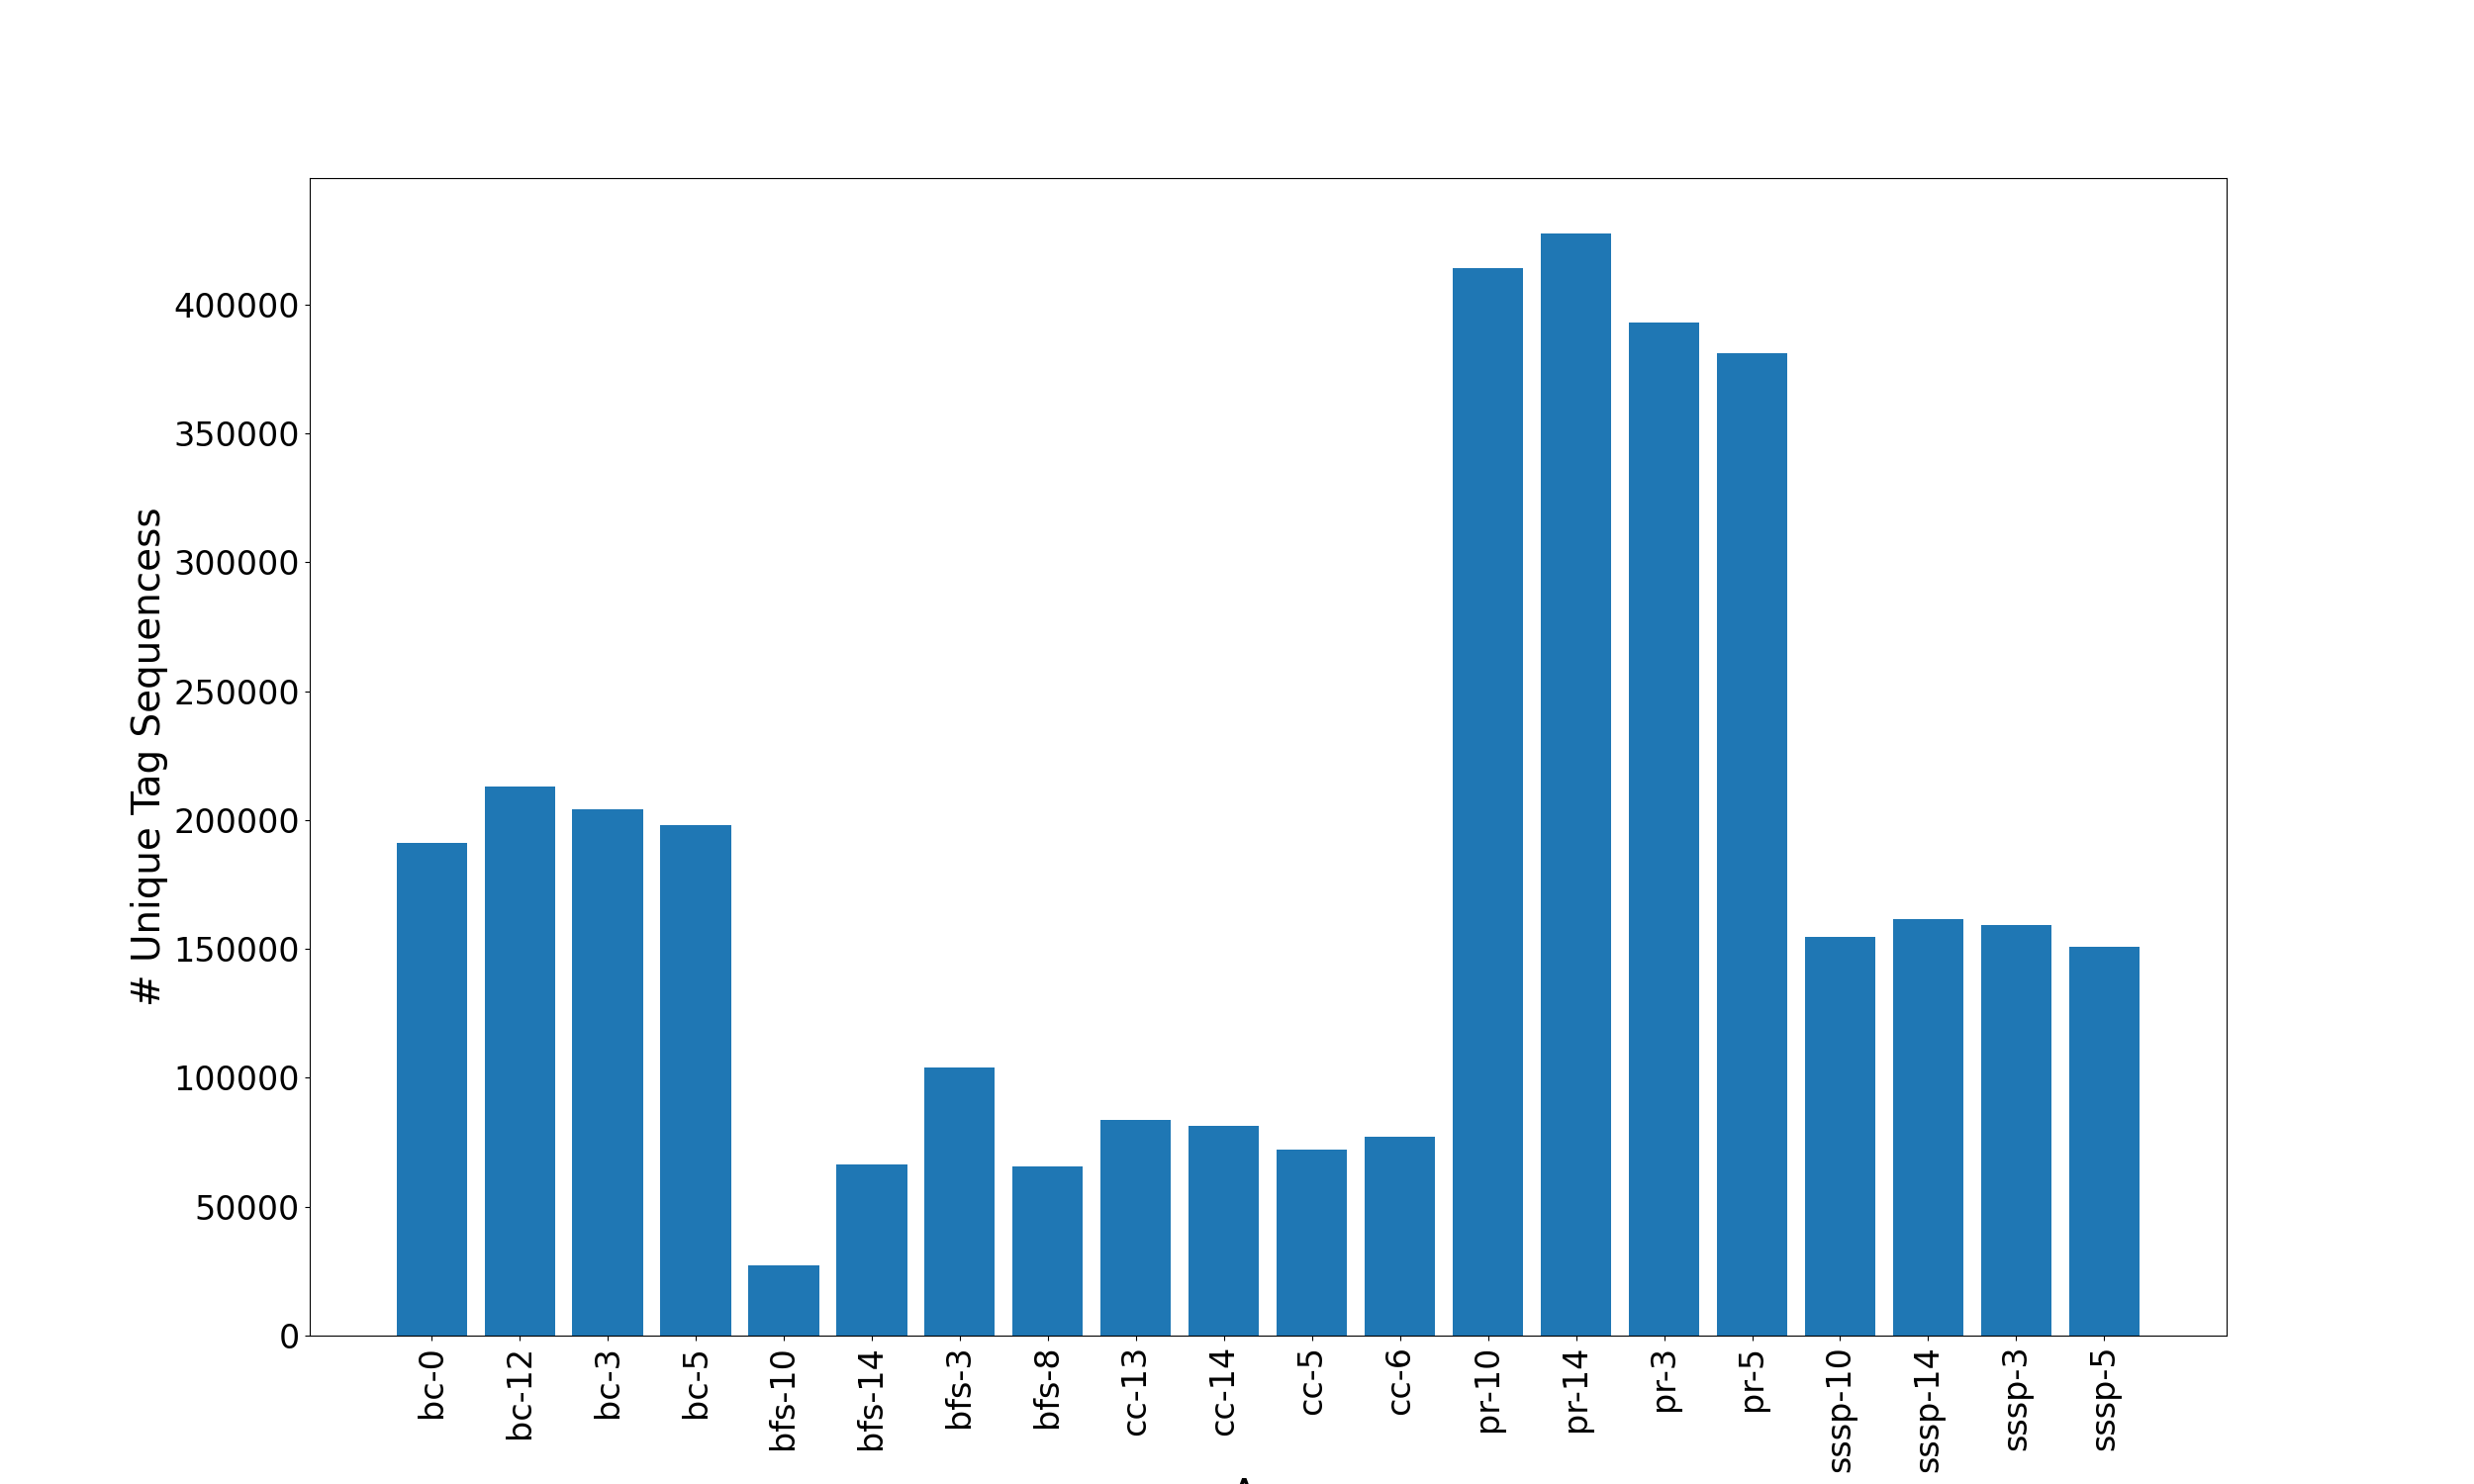 # Unique Tag Sequencess
400000
350000
300000
250000
200000
150000
100000
50000
0
bc-0
bc-12
bc-3
bc-5
bfs-10
bfs-14
bfs-3
bfs-8
cc-13
cc-14
cc-5
cc-6
pr-10
pr-14
pr-3
pr-5
sssp-10
sssp-14
sssp-3
sssp-5